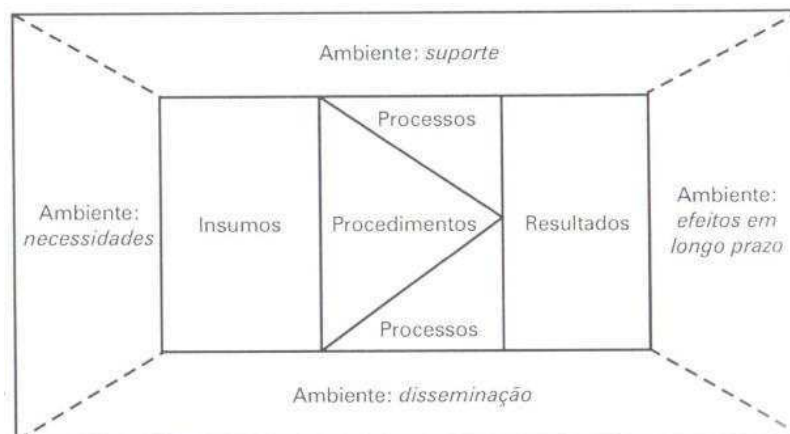 Ambiente: suporte
Processos
Ambiente:
necessidades
Insumos
Procedimentos
Resultados
Ambiente:
efeitos em
longo prazo
Processos
Ambiente: disseminação